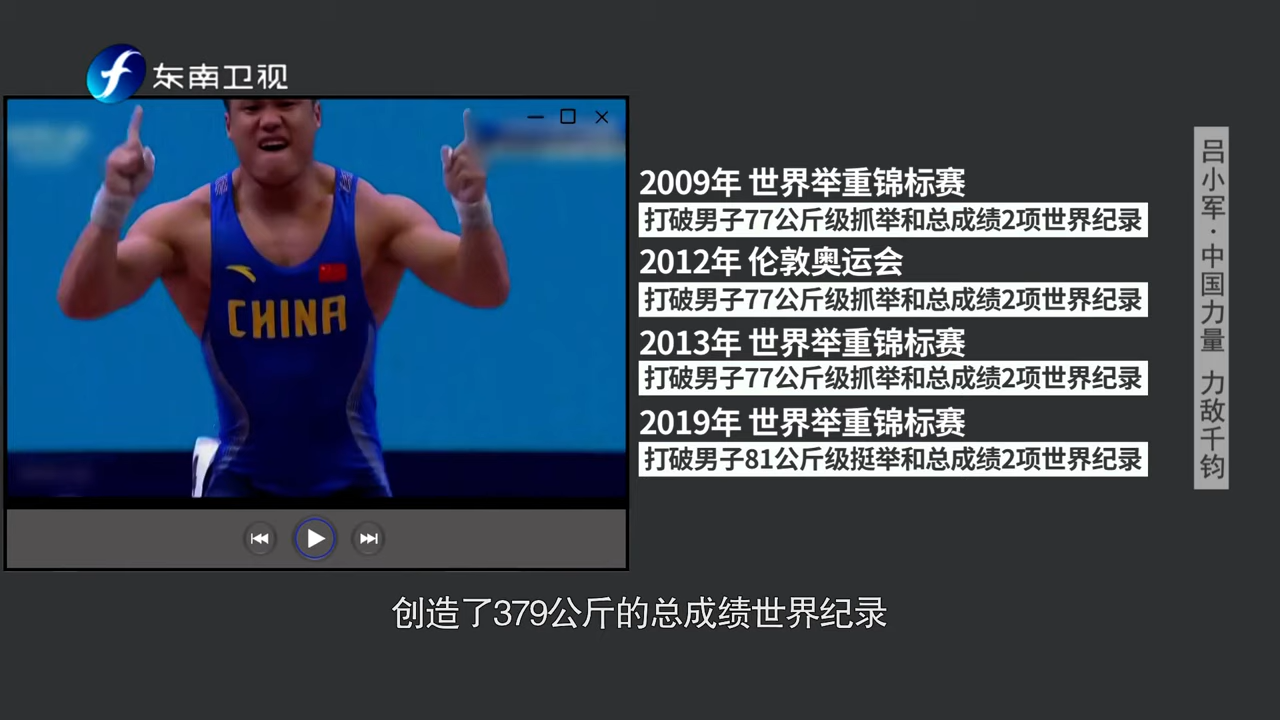 东南卫视
CHINA
2009年 世界举重锦标赛
打破男子77公斤级抓举和总成绩2项世界纪录
2012年 伦敦奥运会
打破男子77公斤级抓举和总成绩2项世界纪录
2013年 世界举重锦标赛
打破男子77公斤级抓举和总成绩2项世界纪录
2019年 世界举重锦标赛
打破男子81公斤级挺举和总成绩2项世界纪录
吕小军·中国力量 力敌千钧
创造了379公斤的总成绩世界纪录